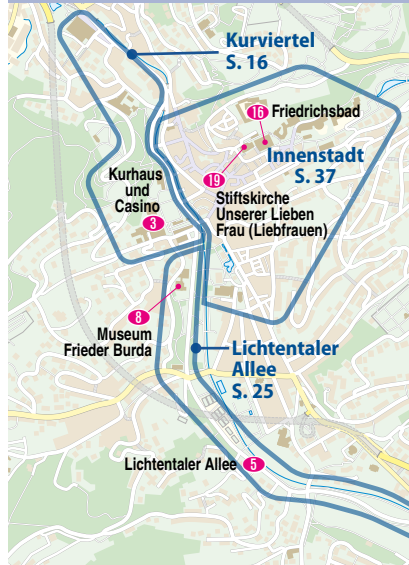 Kurviertel
S. 16
16 Friedrichsbad
Innenstadt
S. 37
19
Stiftskirche
Unserer Lieben
Frau (Liebfrauen)
Kurhaus
und
Casino
3
8
Museum
Frieder Burda
Lichtentaler
Allee
S. 25
Lichtentaler Allee 5